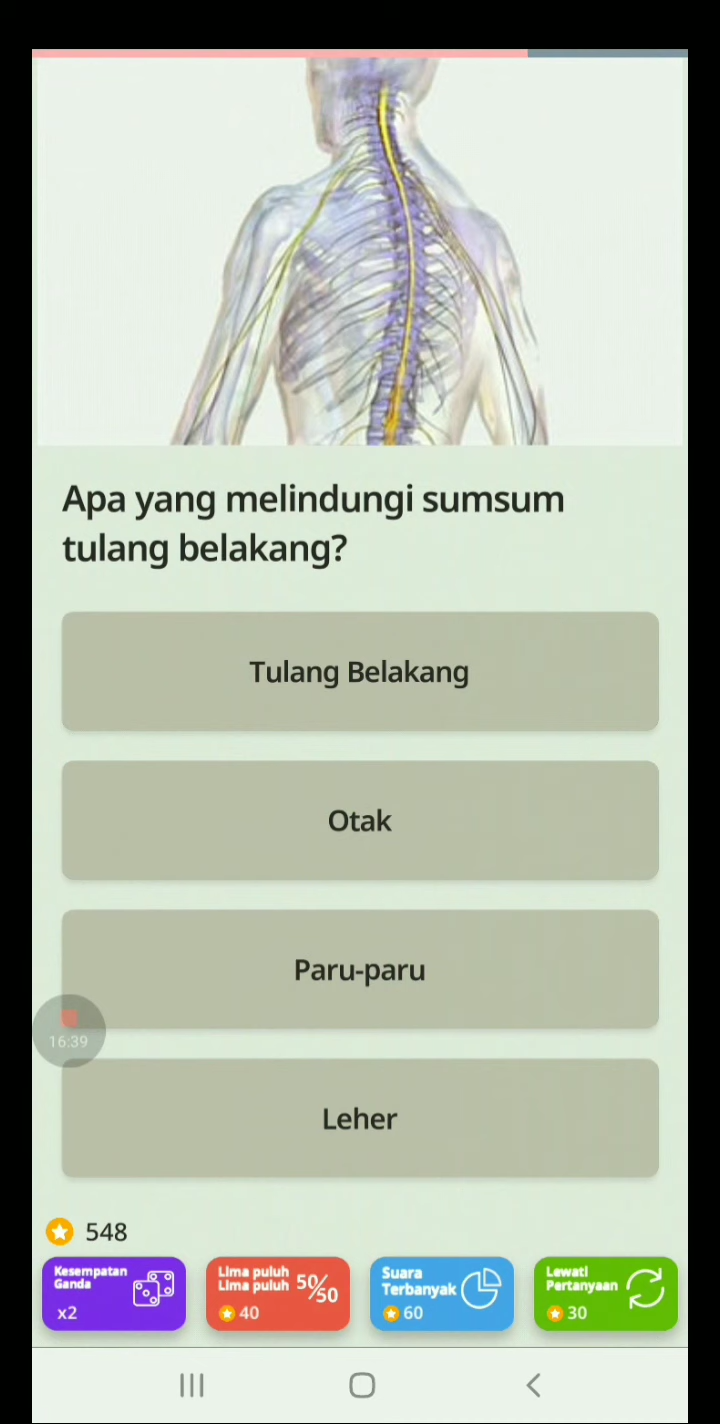 Apa yang melindungi sumsum
tulang belakang?
Tulang Belakang
Otak
Paru-paru
16:39
Leher
548
Kesempatan
Ganda
x2
Lima puluh
Lima puluh
50/50
40
Suara
Terbanyak
60
Lewati
Pertanyaan
30